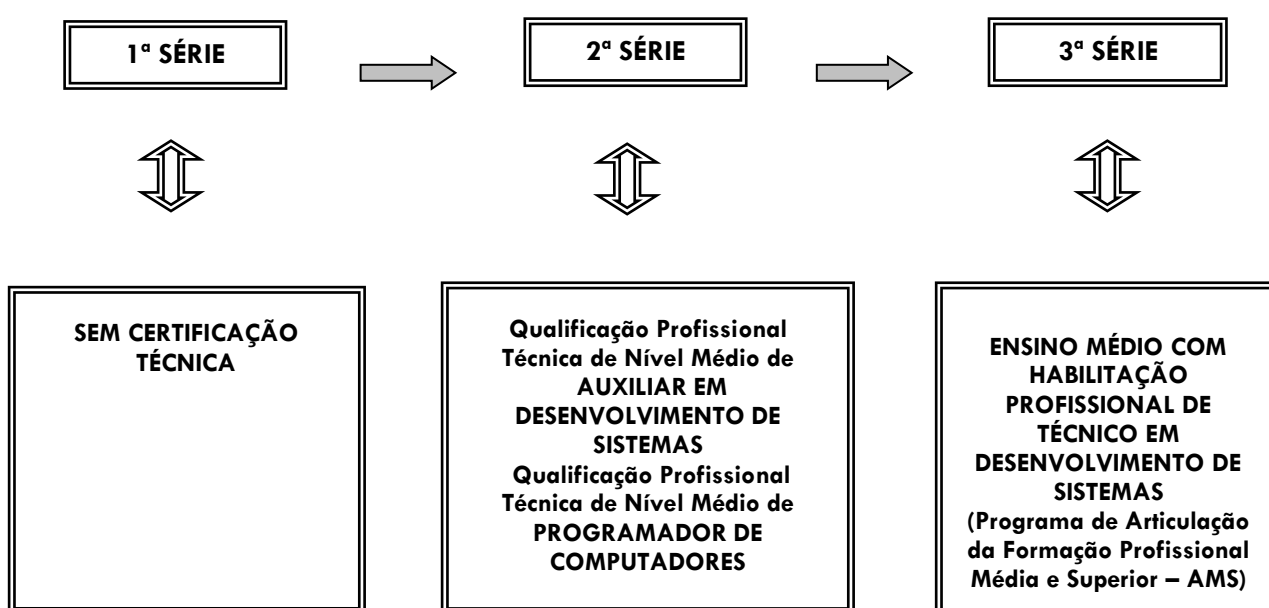 1ª SÉRIE
2ª SÉRIE
3ª SÉRIE
SEM CERTIFICAÇÃO
TÉCNICA
Qualificação Profissional
Técnica de Nível Médio de
AUXILIAR EM
DESENVOLVIMENTO DE
SISTEMAS
Qualificação Profissional
Técnica de Nível Médio de
PROGRAMADOR DE
COMPUTADORES
ENSINO MÉDIO COM
HABILITAÇÃO
PROFISSIONAL DE
TÉCNICO EM
DESENVOLVIMENTO DE
SISTEMAS
(Programa de Articulação
da Formação Profissional
Média e Superior – AMS)